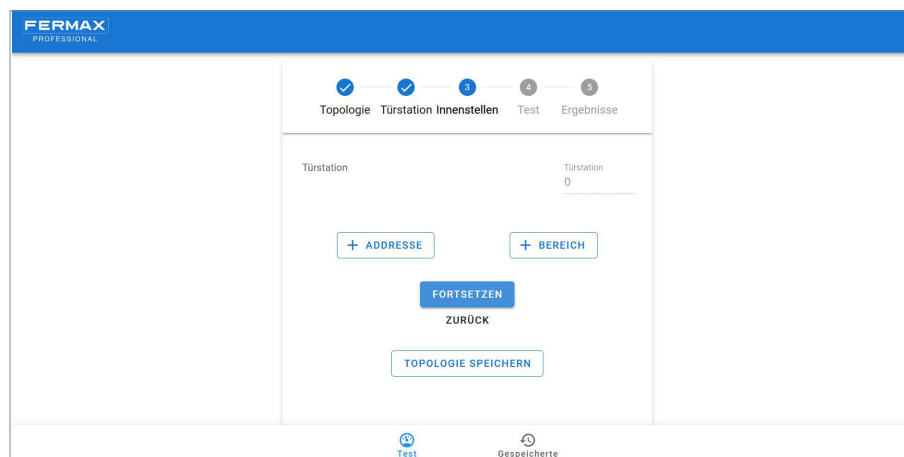 FERMAX
PROFESSIONAL
3 4 5
Topologie Türstation Innenstellen Test Ergebnisse
Türstation Türstation
0
+ ADDRESSE + BEREICH
FORTSETZEN
ZURÜCK
TOPOLOGIE SPEICHERN
Test Gespeicherte